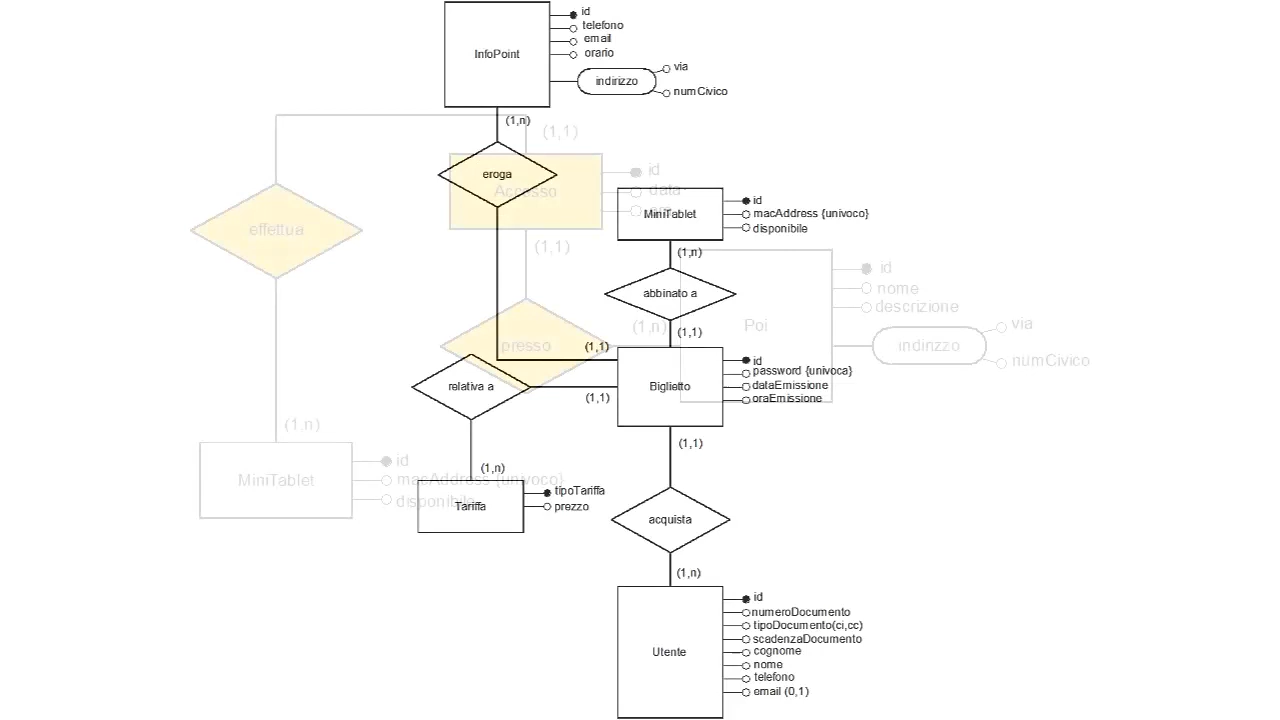 id
telefono
email
orario
InfoPoint
indirizzo
via
numCivico
(1,n)
(1,1)
eroga
Accesso
id
data
MiniTablet
id
macAddress {univoco}
disponibile
effettua
(1,1)
(1,n)
abbinato a
id
nome
descrizione
(1,n)
(1,1)
Poi
via
indirizzo
numCivico
presso
(1,1)
id
password {univoca}
dataEmissione
oraEmissione
Biglietto
relativa a
(1,1)
(1,n)
(1,1)
MiniTablet
id
macAddress {univoco}
disponibile
(1,n)
Tariffa
tipoTariffa
prezzo
acquista
(1,n)
Utente
id
numeroDocumento
tipoDocumento(ci,cc)
scadenzaDocumento
cognome
nome
telefono
email (0,1)